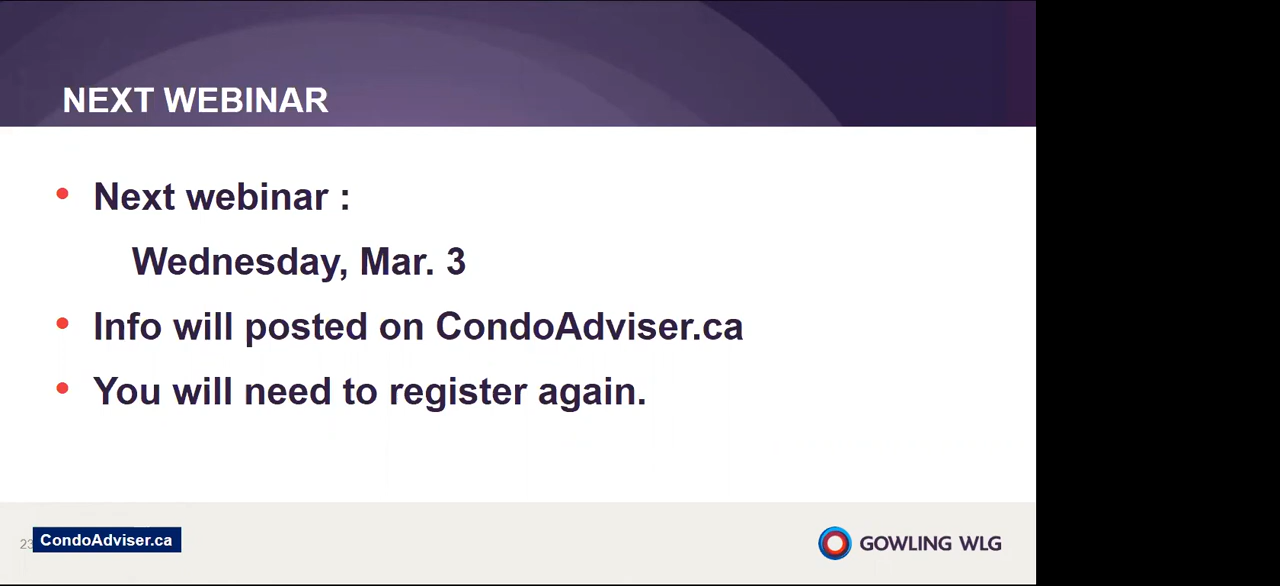 NEXT WEBINAR
• Next webinar :
Wednesday, Mar. 3
• Info will posted on CondoAdviser.ca
• You will need to register again.
23
CondoAdviser.ca
GOWLING WLG